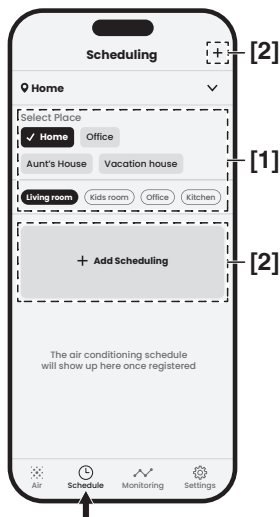 Scheduling + [2]
Home
Select Place
✓ Home Office
Aunt's House Vacation house [1]
Living room Kids room Office Kitchen
+ Add Scheduling [2]
The air conditioning schedule
will show up here once registered
Air Schedule Monitoring Settings